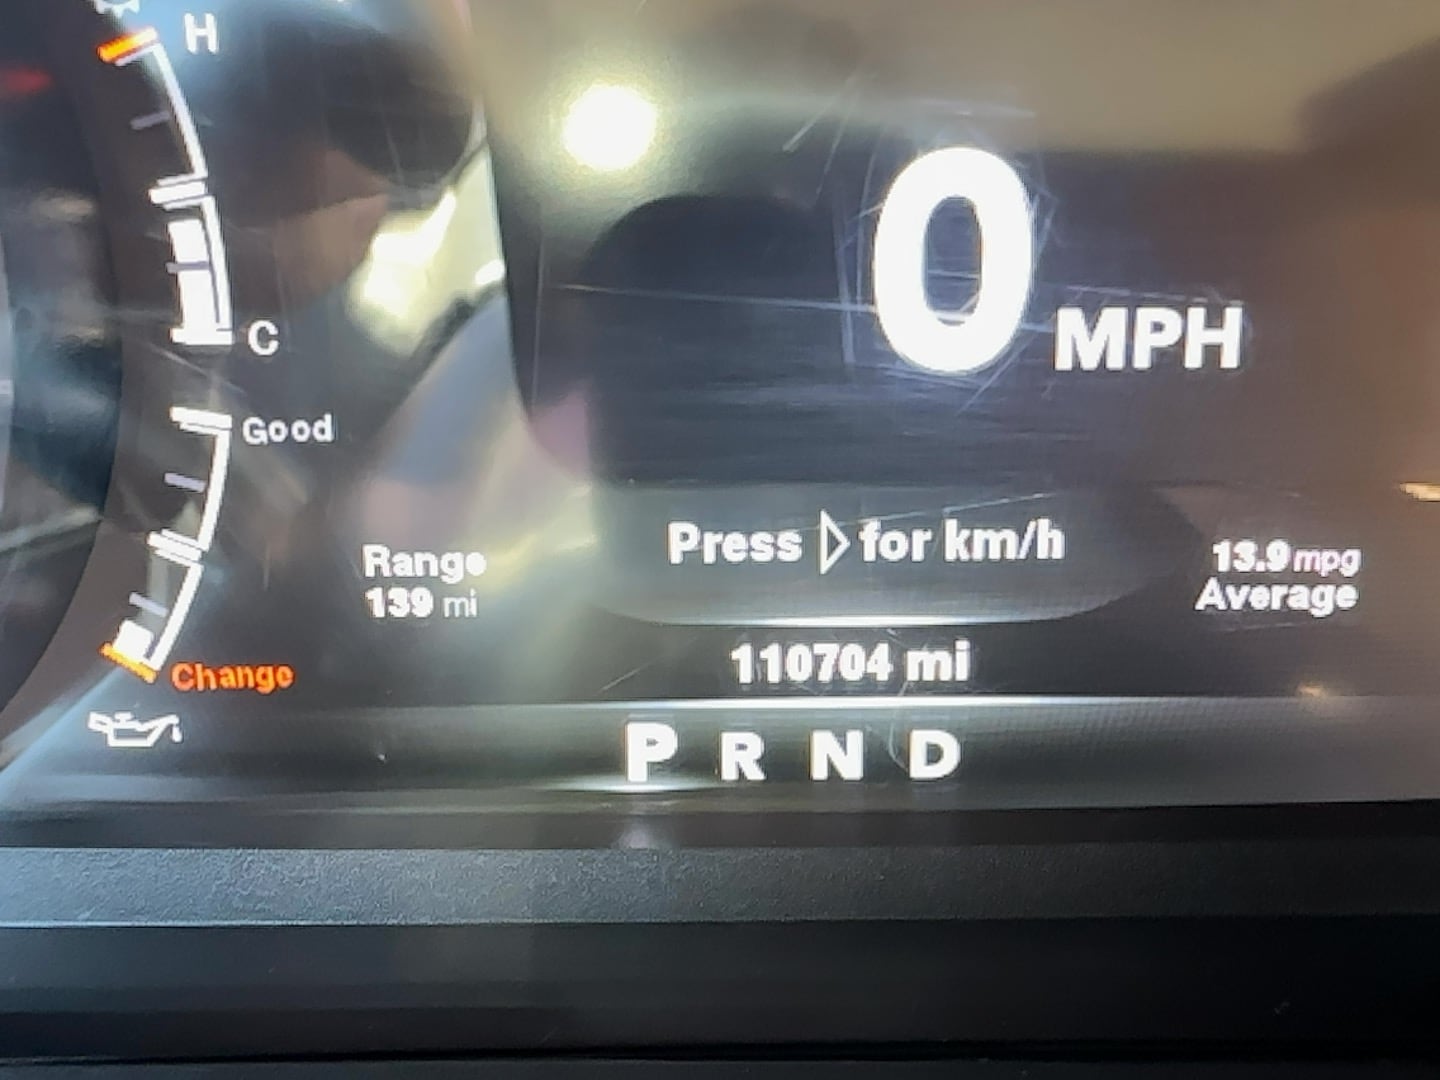 H
0 MPH
C
Good
Press ▷ for km/h
Range
139 mi
13.9 mpg
Average
110704 mi
Change
P R N D